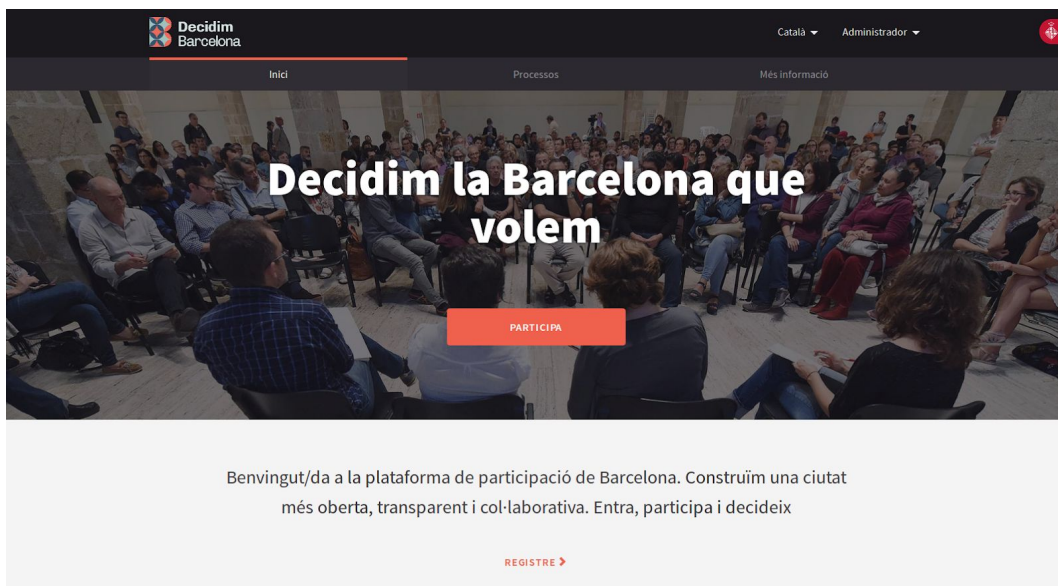 Decidim
Barcelona
Català
Administrador
Inici
Processos
Més informació
Decidim la Barcelona que
volem
PARTICIPA
Benvingut/da a la plataforma de participació de Barcelona. Construïm una ciutat
més oberta, transparent i col·laborativa. Entra, participa i decideix
REGISTRE